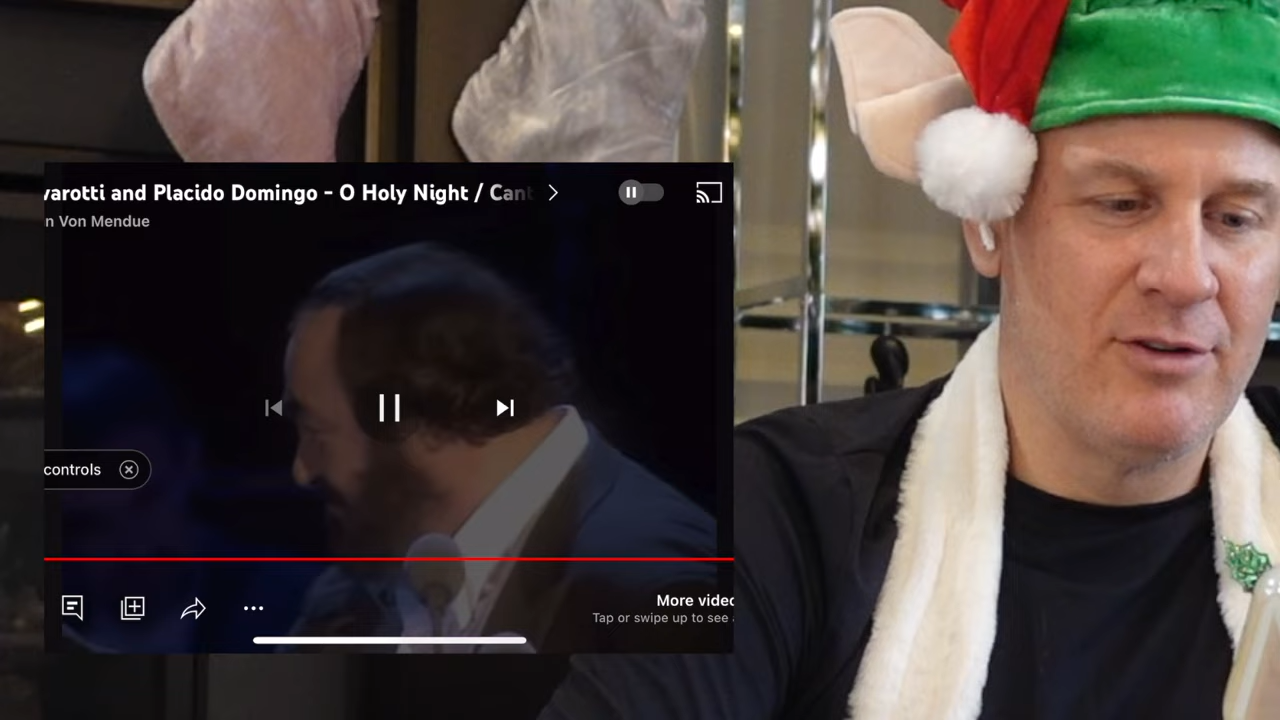 varotti and Placido Domingo - O Holy Night / Cant
n Von Mendue
controls
More video
Tap or swipe up to see